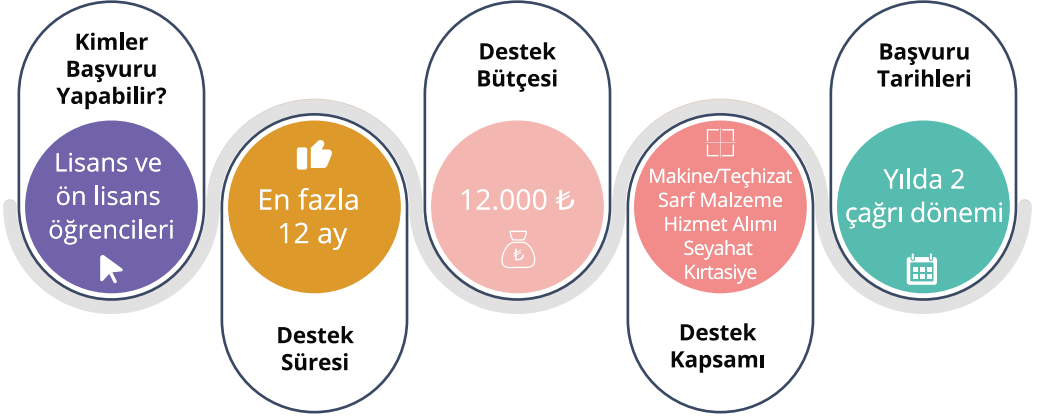 Kimler
Başvuru
Yapabilir?
Lisans ve
ön lisans
öğrencileri
En fazla
12 ay
Destek
Süresi
Destek
Bütçesi
12.000 ₺
₺
Makine/Teçhizat
Sarf Malzeme
Hizmet Alımı
Seyahat
Kırtasiye
Destek
Kapsamı
Başvuru
Tarihleri
Yılda 2
çağrı dönemi